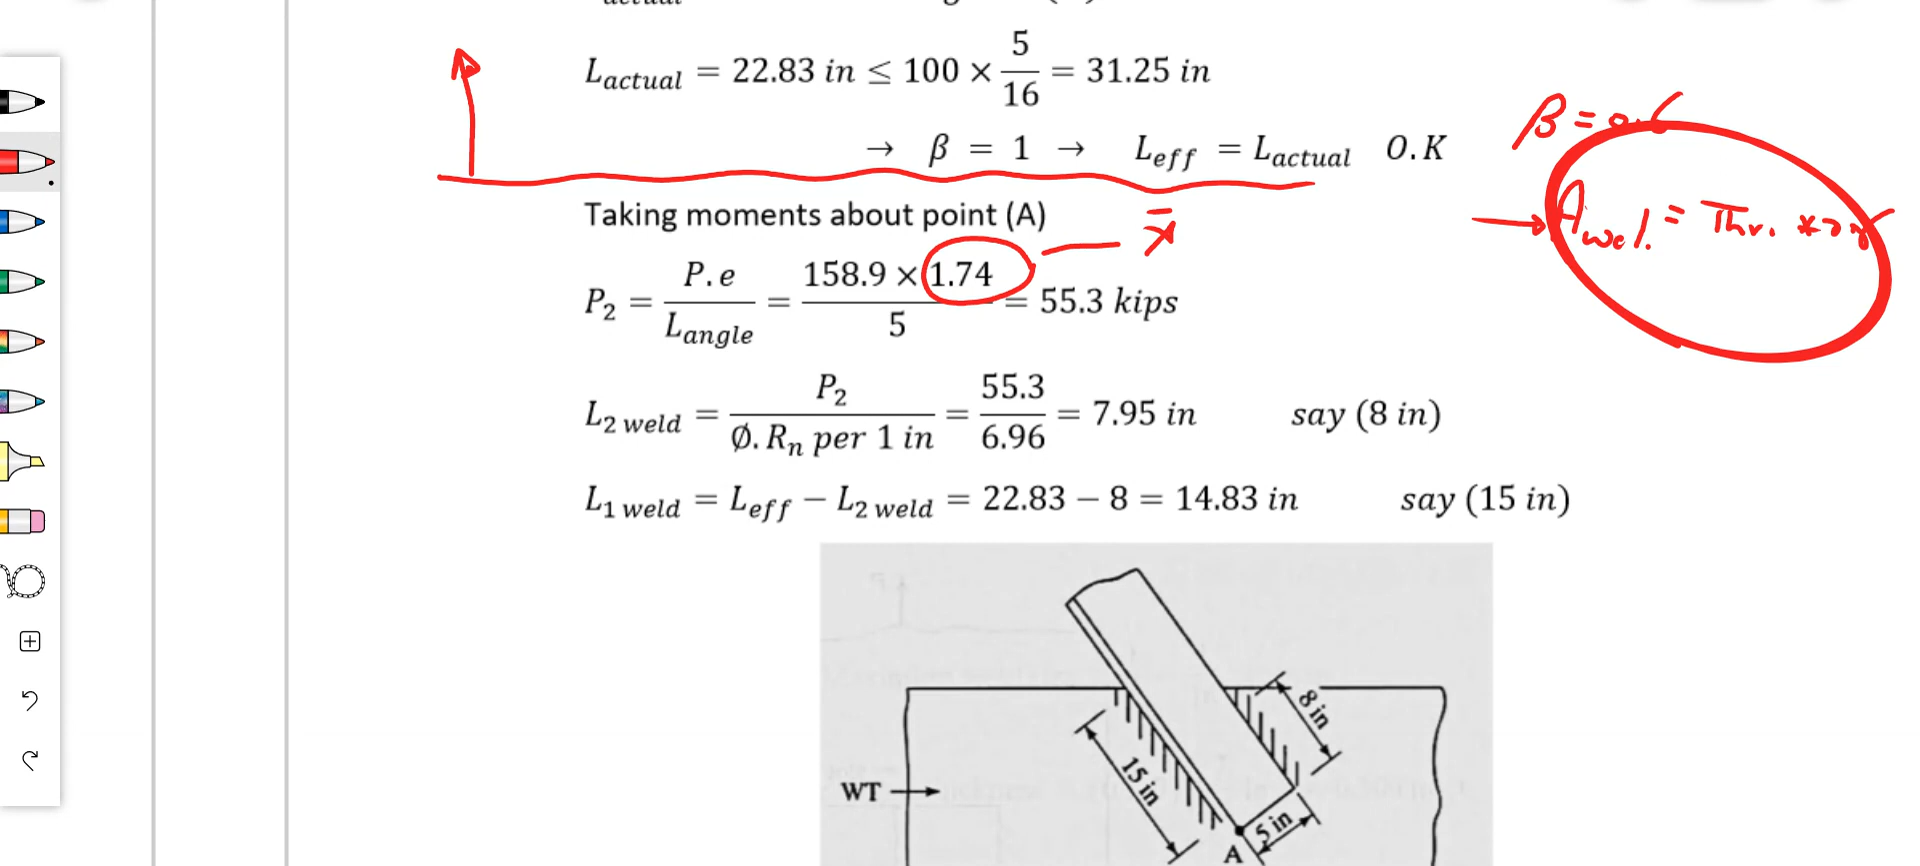 L_actual = 22.83 in ≤ 100 × 5/16 = 31.25 in
→ β = 1 → L_eff = L_actual O.K
β = 0.6
Taking moments about point (A)
x̄
A_wel. = Thr. *
P_2 = P.e / L_angle = 158.9 × 1.74 / 5 = 55.3 kips
L_2 weld = P_2 / Ø.R_n per 1 in = 55.3 / 6.96 = 7.95 in say (8 in)
L_1 weld = L_eff − L_2 weld = 22.83 − 8 = 14.83 in say (15 in)
8 in
15 in
WT
5 in
A